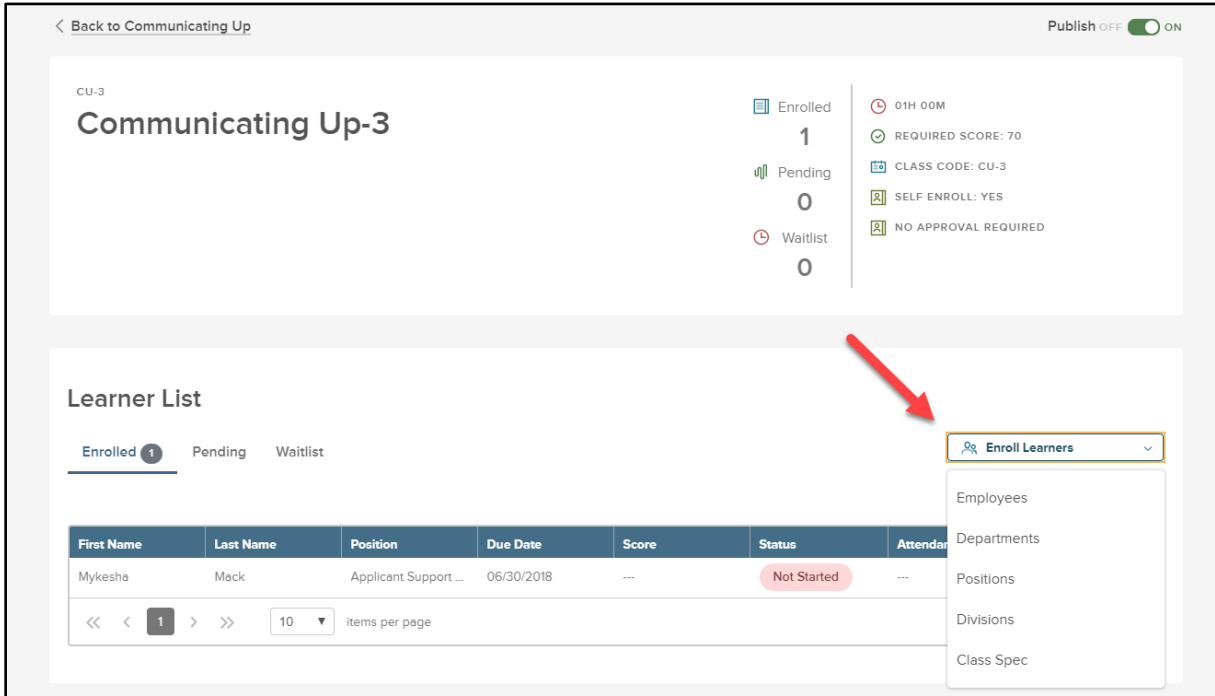 Back to Communicating Up
Publish OFF ON
CU-3
Communicating Up-3
Enrolled
1
Pending
0
Waitlist
0
01H 00M
REQUIRED SCORE: 70
CLASS CODE: CU-3
SELF ENROLL: YES
NO APPROVAL REQUIRED
Learner List
Enrolled 1 Pending Waitlist
Enroll Learners
Employees
Departments
Positions
Divisions
Class Spec
First Name Last Name Position Due Date Score Status Attendan
Mykesha Mack Applicant Support ... 06/30/2018 --- Not Started ---
1 10 items per page